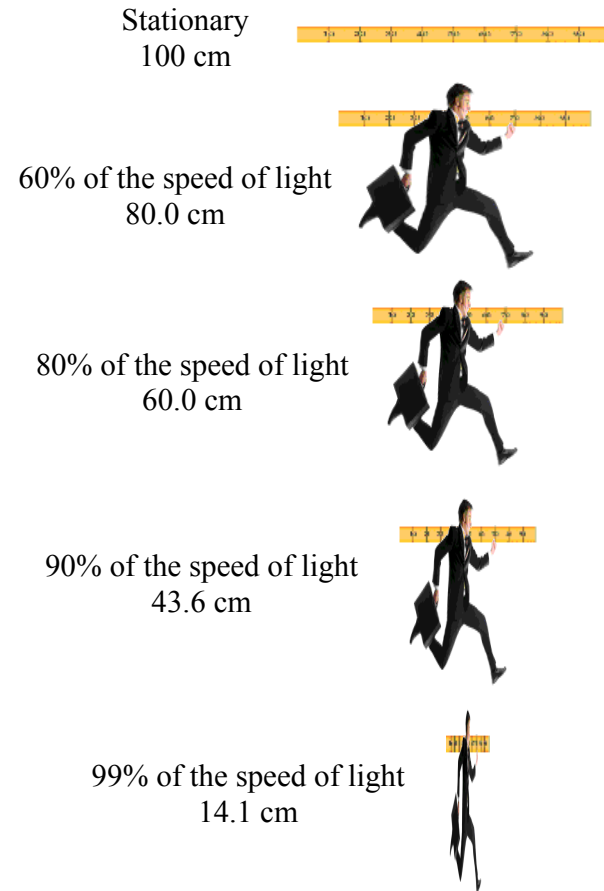 Stationary
100 cm
60% of the speed of light
80.0 cm
80% of the speed of light
60.0 cm
90% of the speed of light
43.6 cm
99% of the speed of light
14.1 cm